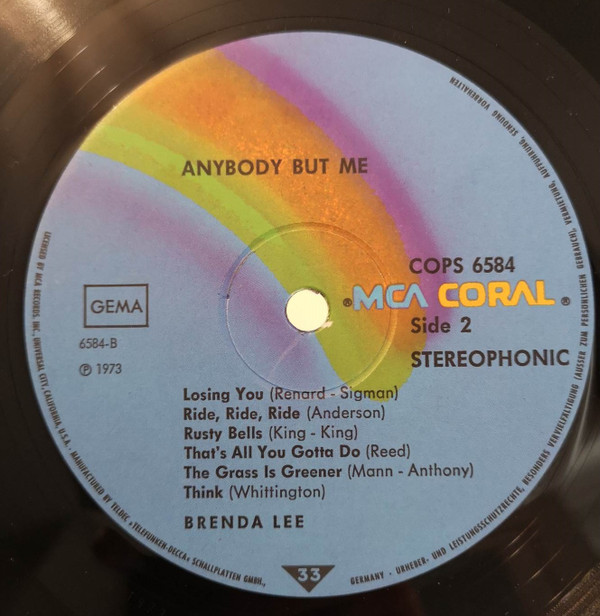 ANYBODY BUT ME
COPS 6584
MCA CORAL
Side 2
STEREOPHONIC
GEMA
6584-B
℗ 1973
Losing You (Renard - Sigman)
Ride, Ride, Ride (Anderson)
Rusty Bells (King - King)
That's All You Gotta Do (Reed)
The Grass Is Greener (Mann - Anthony)
Think (Whittington)
BRENDA LEE
33
LICENSED BY MCA RECORDS, INC., UNIVERSAL CITY, CALIFORNIA, U.S.A. · MANUFACTURED BY TELDEC »TELEFUNKEN-DECCA« SCHALLPLATTEN GMBH.,
GERMANY · URHEBER- UND LEISTUNGSSCHUTZRECHTE, BESONDERS VERVIELFÄLTIGUNG (AUSSER ZUM PERSÖNLICHEN GEBRAUCH), VERMIETUNG, AUFFÜHRUNG, SENDUNG VORBEHALTEN